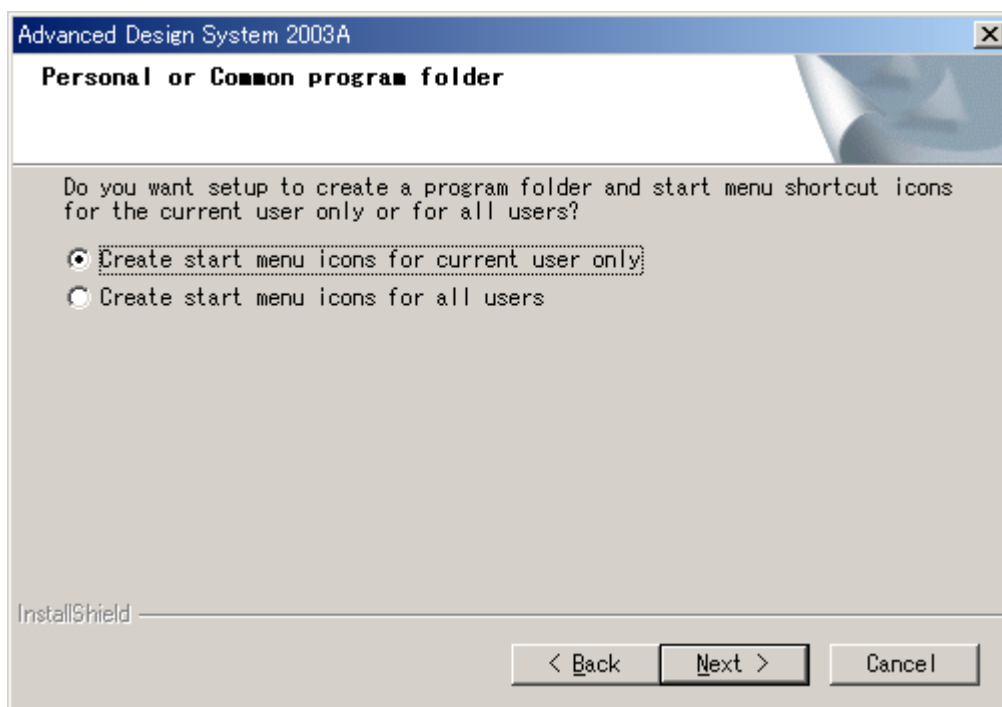 Advanced Design System 2003A
Personal or Common program folder
Do you want setup to create a program folder and start menu shortcut icons
for the current user only or for all users?
Create start menu icons for current user only
Create start menu icons for all users
InstallShield
< Back
Next >
Cancel